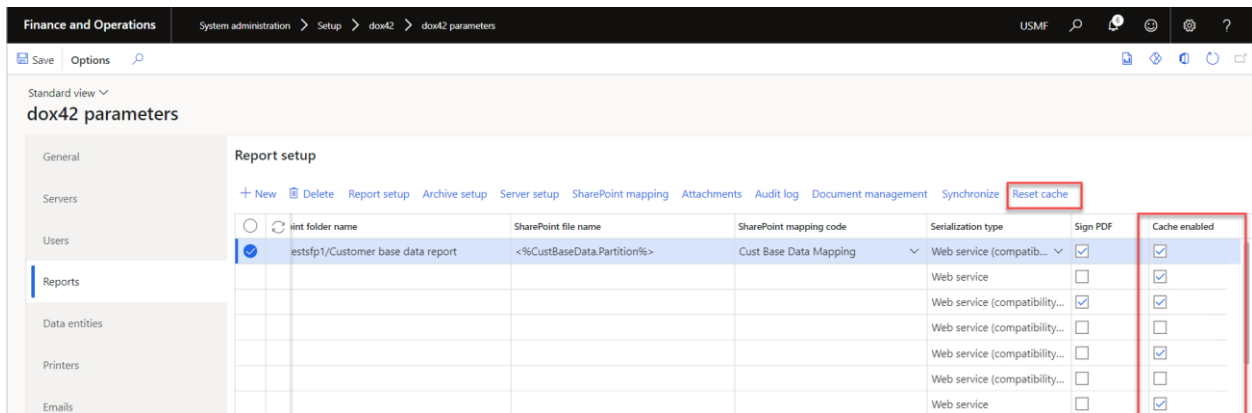 Finance and Operations System administration > Setup > dox42 > dox42 parameters USMF ?
Save Options
Standard view
dox42 parameters
General
Servers
Users
Reports
Data entities
Printers
Emails
Report setup
+ New Delete Report setup Archive setup Server setup SharePoint mapping Attachments Audit log Document management Synchronize Reset cache
int folder name SharePoint file name SharePoint mapping code Serialization type Sign PDF Cache enabled
estsfp1/Customer base data report <%CustBaseData.Partition%> Cust Base Data Mapping Web service (compatib...
Web service
Web service (compatibility...
Web service (compatibility...
Web service (compatibility...
Web service (compatibility...
Web service